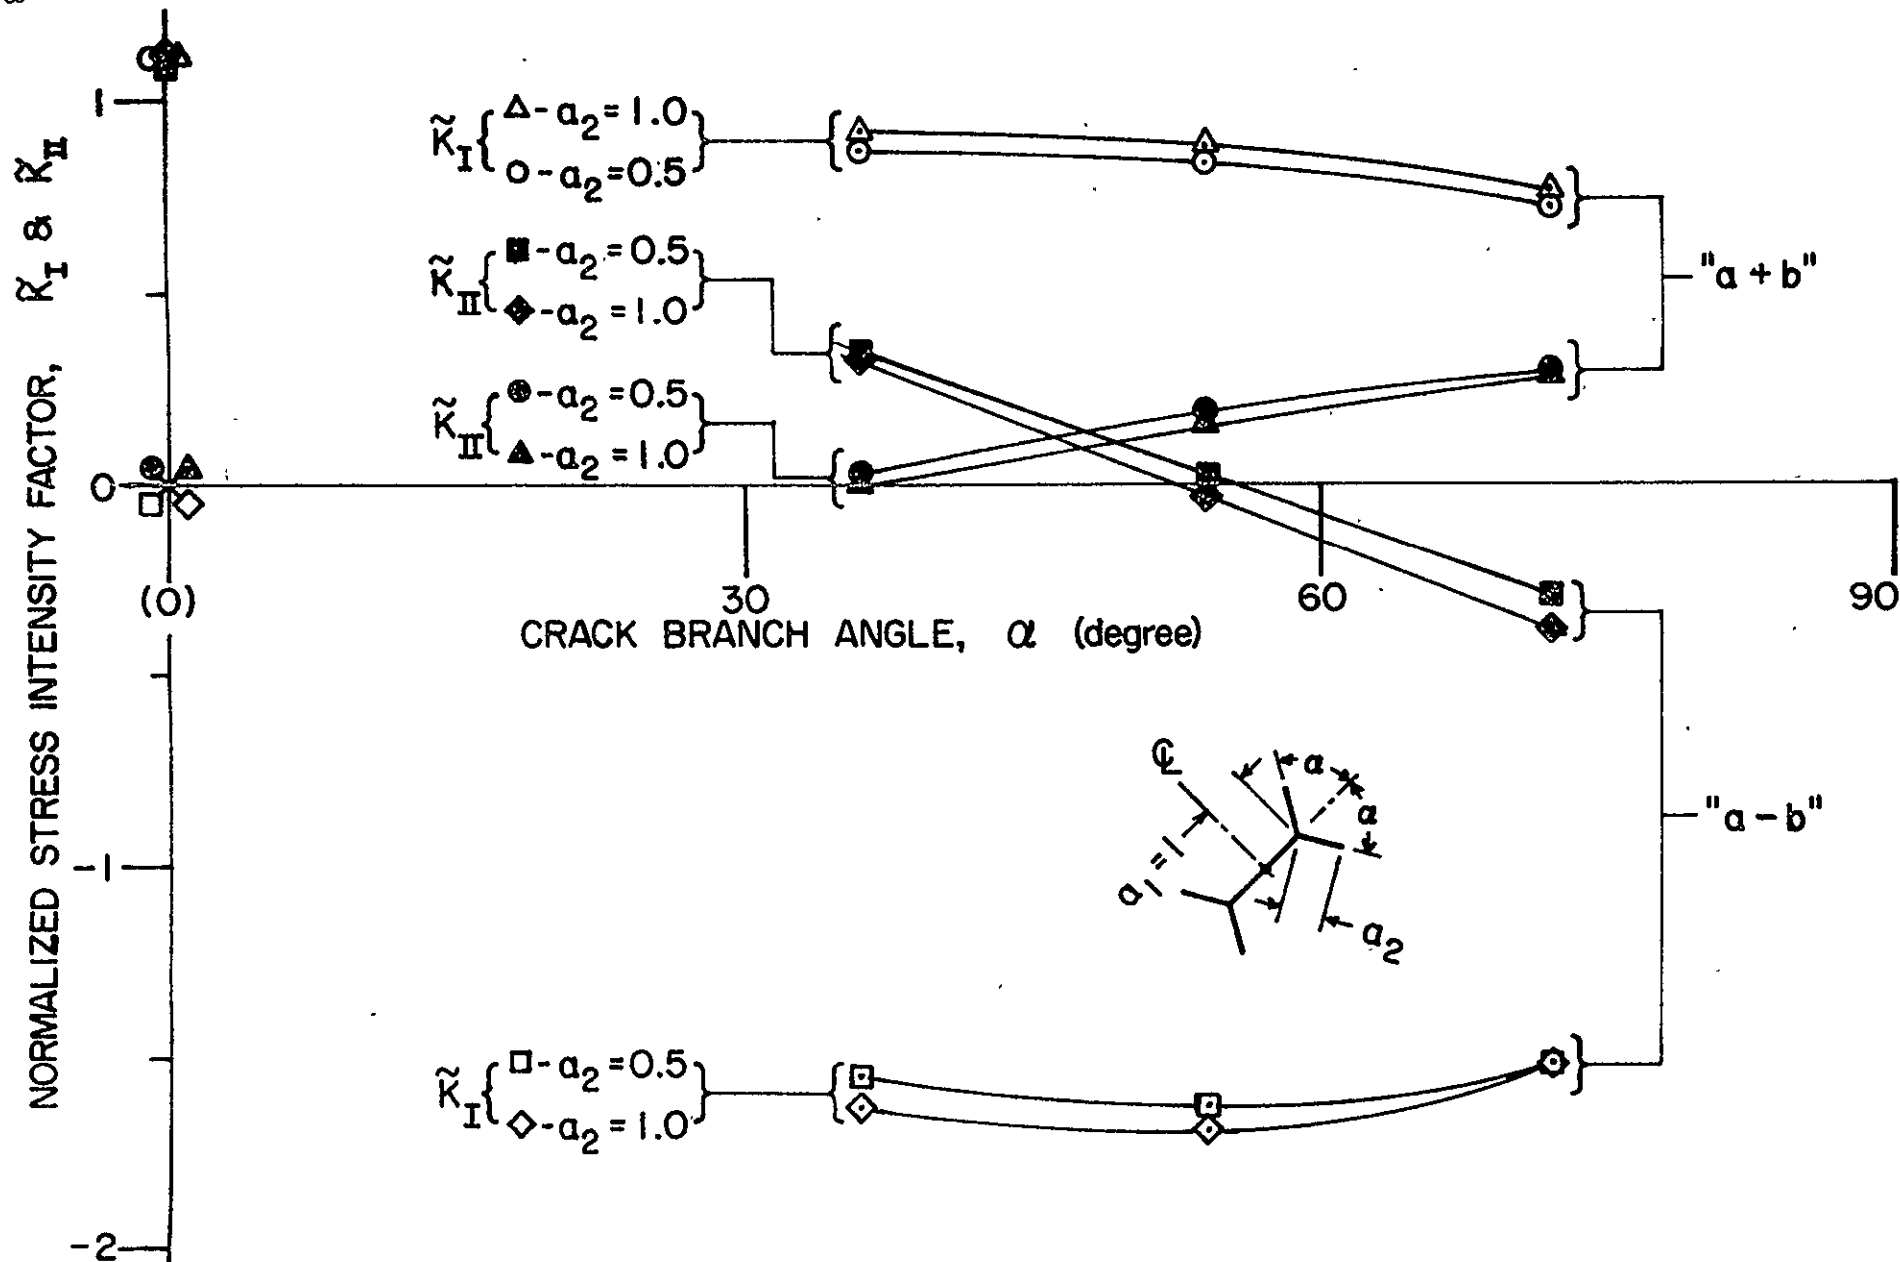 NORMALIZED STRESS INTENSITY FACTOR, K̃I & K̃II
1
0
-1
-2
K̃I { △ - a2 = 1.0
○ - a2 = 0.5 }
K̃II { ■ - a2 = 0.5
◆ - a2 = 1.0 }
K̃II { ● - a2 = 0.5
▲ - a2 = 1.0 }
"a + b"
(0) 30 60 90
CRACK BRANCH ANGLE, α (degree)
℄
α
α
a1 = 1
a2
"a - b"
K̃I { □ - a2 = 0.5
◇ - a2 = 1.0 }